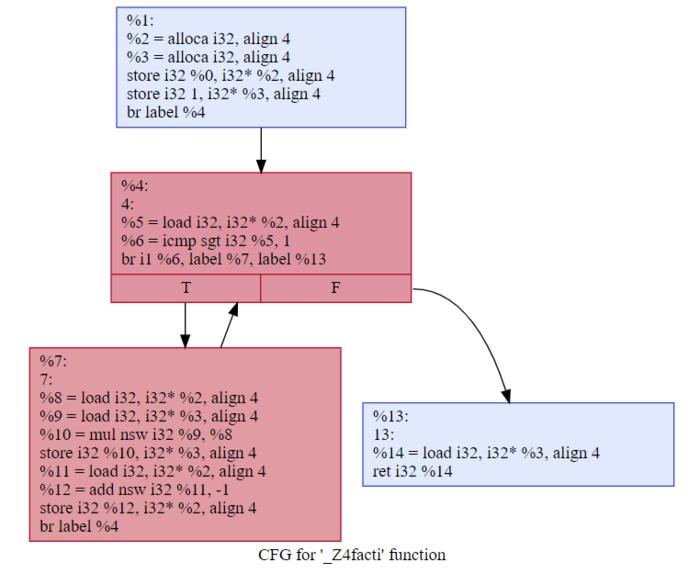 %1:
%2 = alloca i32, align 4
%3 = alloca i32, align 4
store i32 %0, i32* %2, align 4
store i32 1, i32* %3, align 4
br label %4
%4:
4:
%5 = load i32, i32* %2, align 4
%6 = icmp sgt i32 %5, 1
br i1 %6, label %7, label %13
T F
%7:
7:
%8 = load i32, i32* %2, align 4
%9 = load i32, i32* %3, align 4
%10 = mul nsw i32 %9, %8
store i32 %10, i32* %3, align 4
%11 = load i32, i32* %2, align 4
%12 = add nsw i32 %11, -1
store i32 %12, i32* %2, align 4
br label %4
%13:
13:
%14 = load i32, i32* %3, align 4
ret i32 %14
CFG for '_Z4facti' function